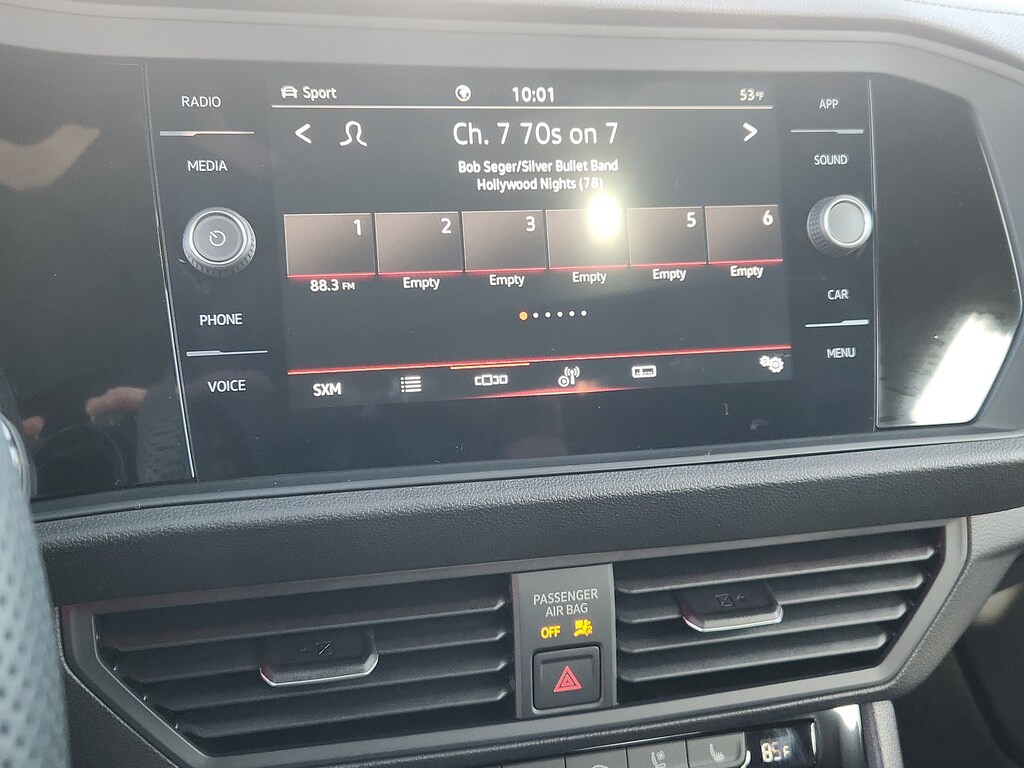 RADIO
MEDIA
PHONE
VOICE
Sport 10:01 53°F
< Ch. 7 70s on 7 >
Bob Seger/Silver Bullet Band
Hollywood Nights (78)
1 2 3 5 6
88.3 FM Empty Empty Empty Empty Empty
SXM
APP
SOUND
CAR
MENU
PASSENGER
AIR BAG
OFF
85°F